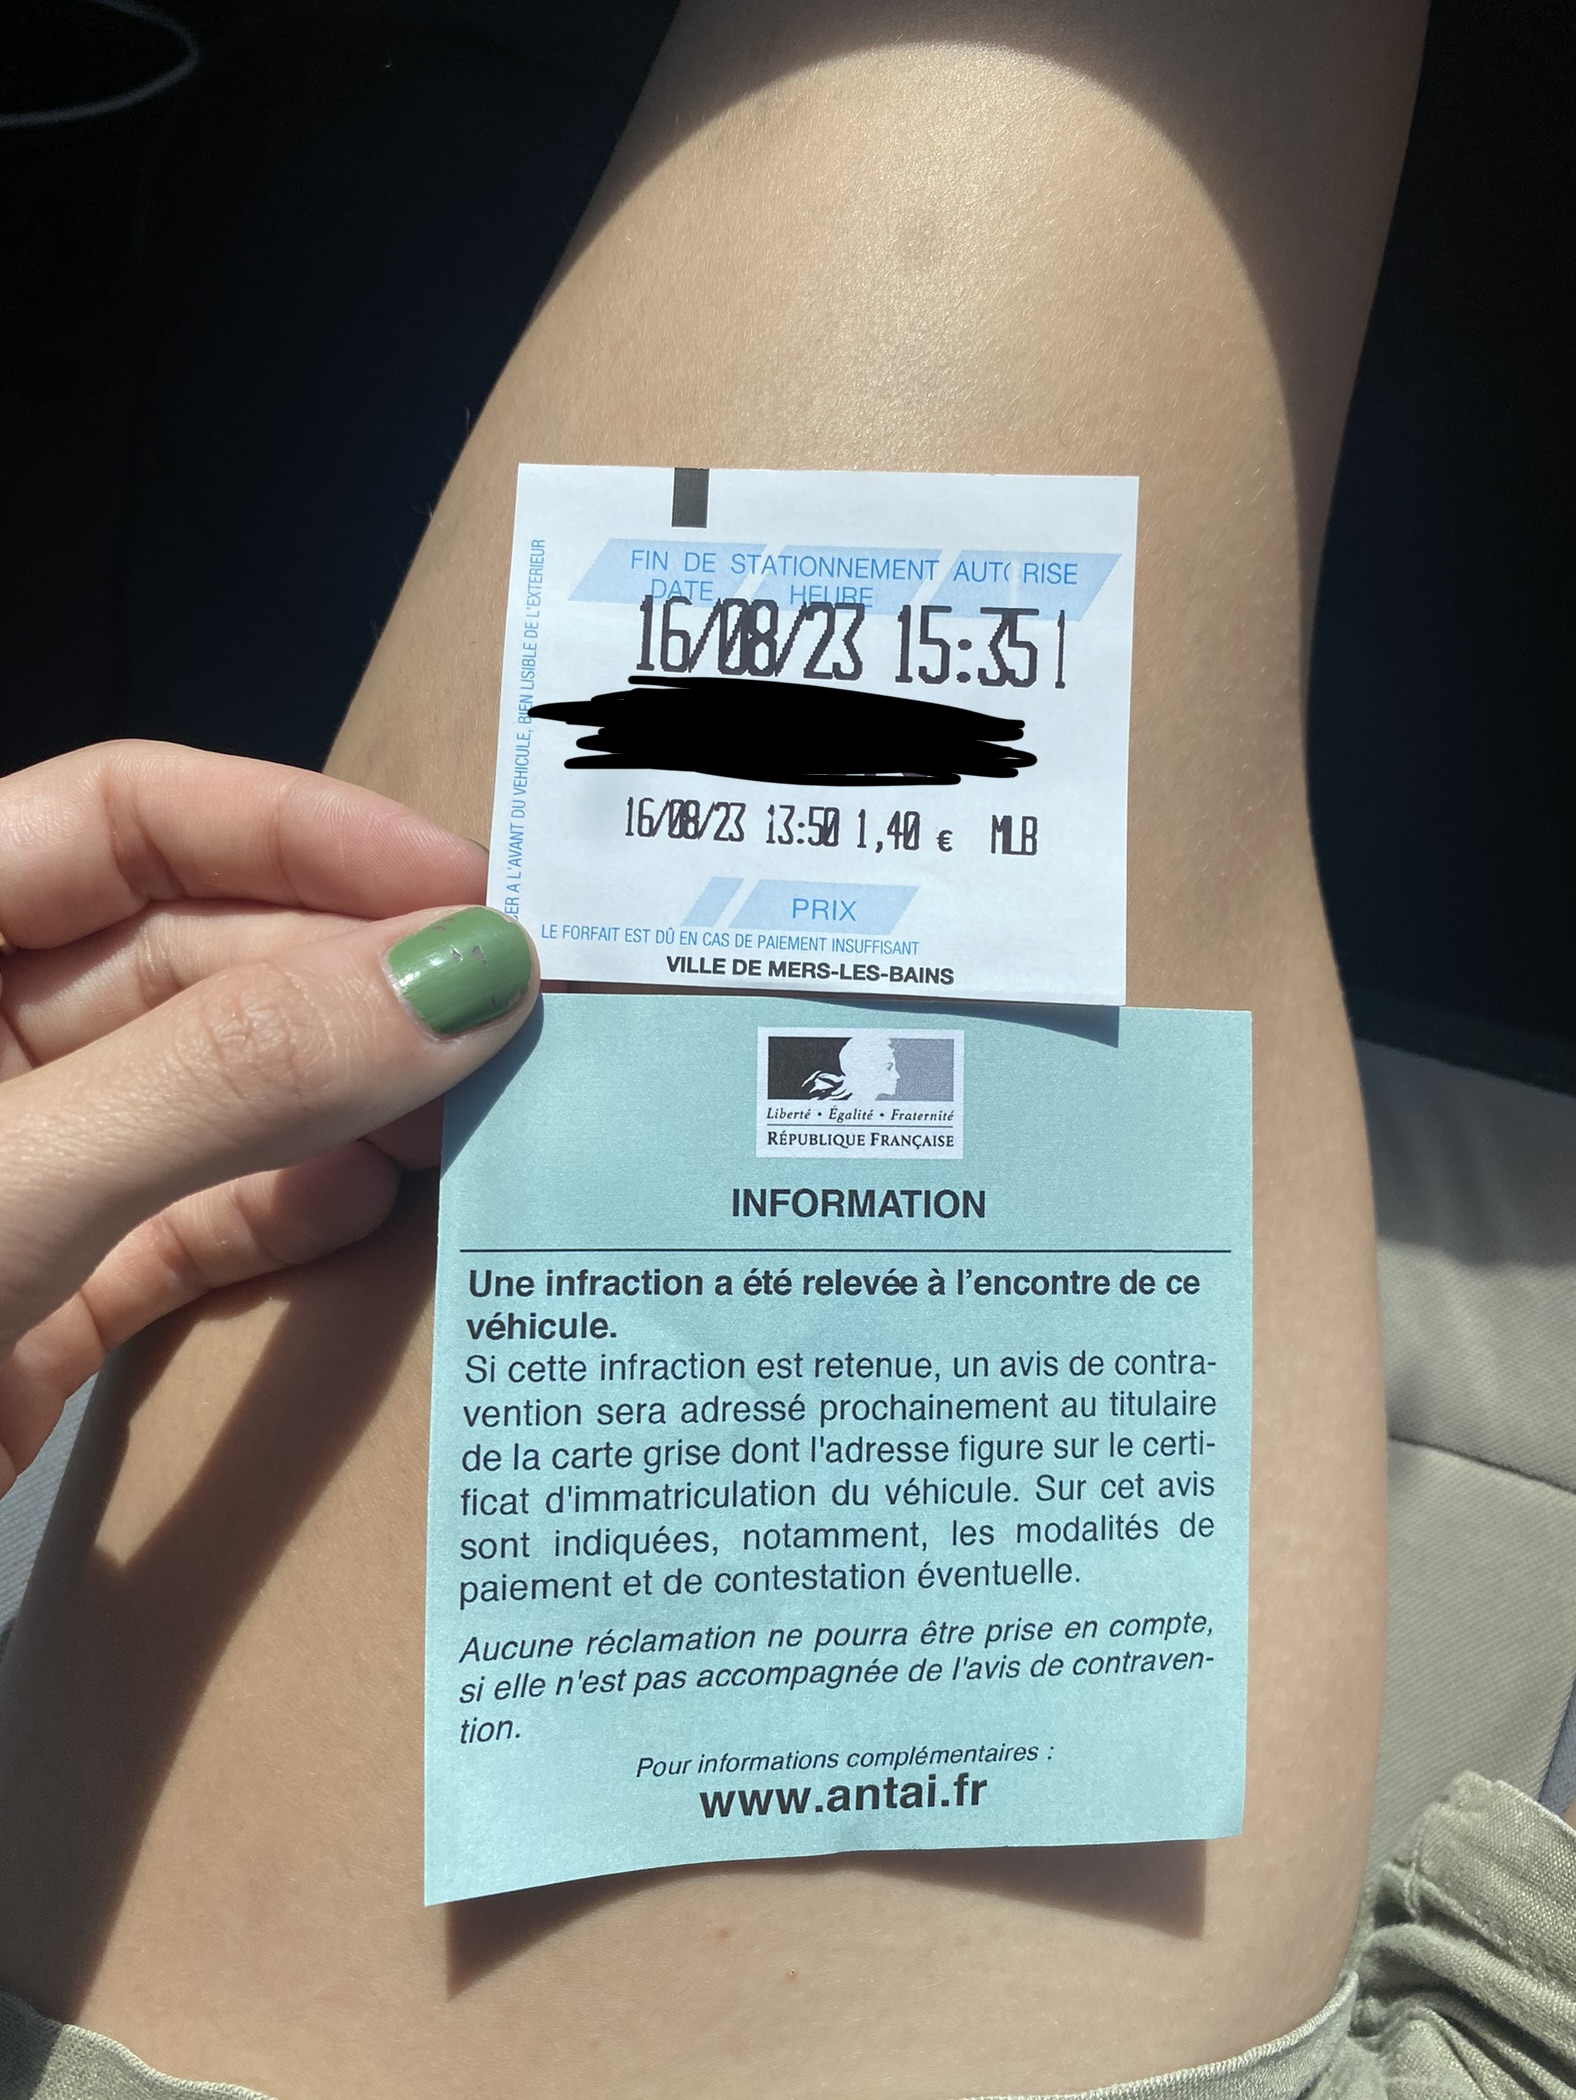 FIN DE STATIONNEMENT AUTORISE
DATE HEURE
16/08/23 15:35
16/08/23 13:50 1,40 € MLB
PRIX
LE FORFAIT EST DÛ EN CAS DE PAIEMENT INSUFFISANT
VILLE DE MERS-LES-BAINS
A L'AVANT DU VEHICULE, BIEN LISIBLE DE L'EXTERIEUR
Liberté • Égalité • Fraternité
RÉPUBLIQUE FRANÇAISE
INFORMATION
Une infraction a été relevée à l'encontre de ce
véhicule.
Si cette infraction est retenue, un avis de contra-
vention sera adressé prochainement au titulaire
de la carte grise dont l'adresse figure sur le certi-
ficat d'immatriculation du véhicule. Sur cet avis
sont indiquées, notamment, les modalités de
paiement et de contestation éventuelle.
Aucune réclamation ne pourra être prise en compte,
si elle n'est pas accompagnée de l'avis de contraven-
tion.
Pour informations complémentaires :
www.antai.fr